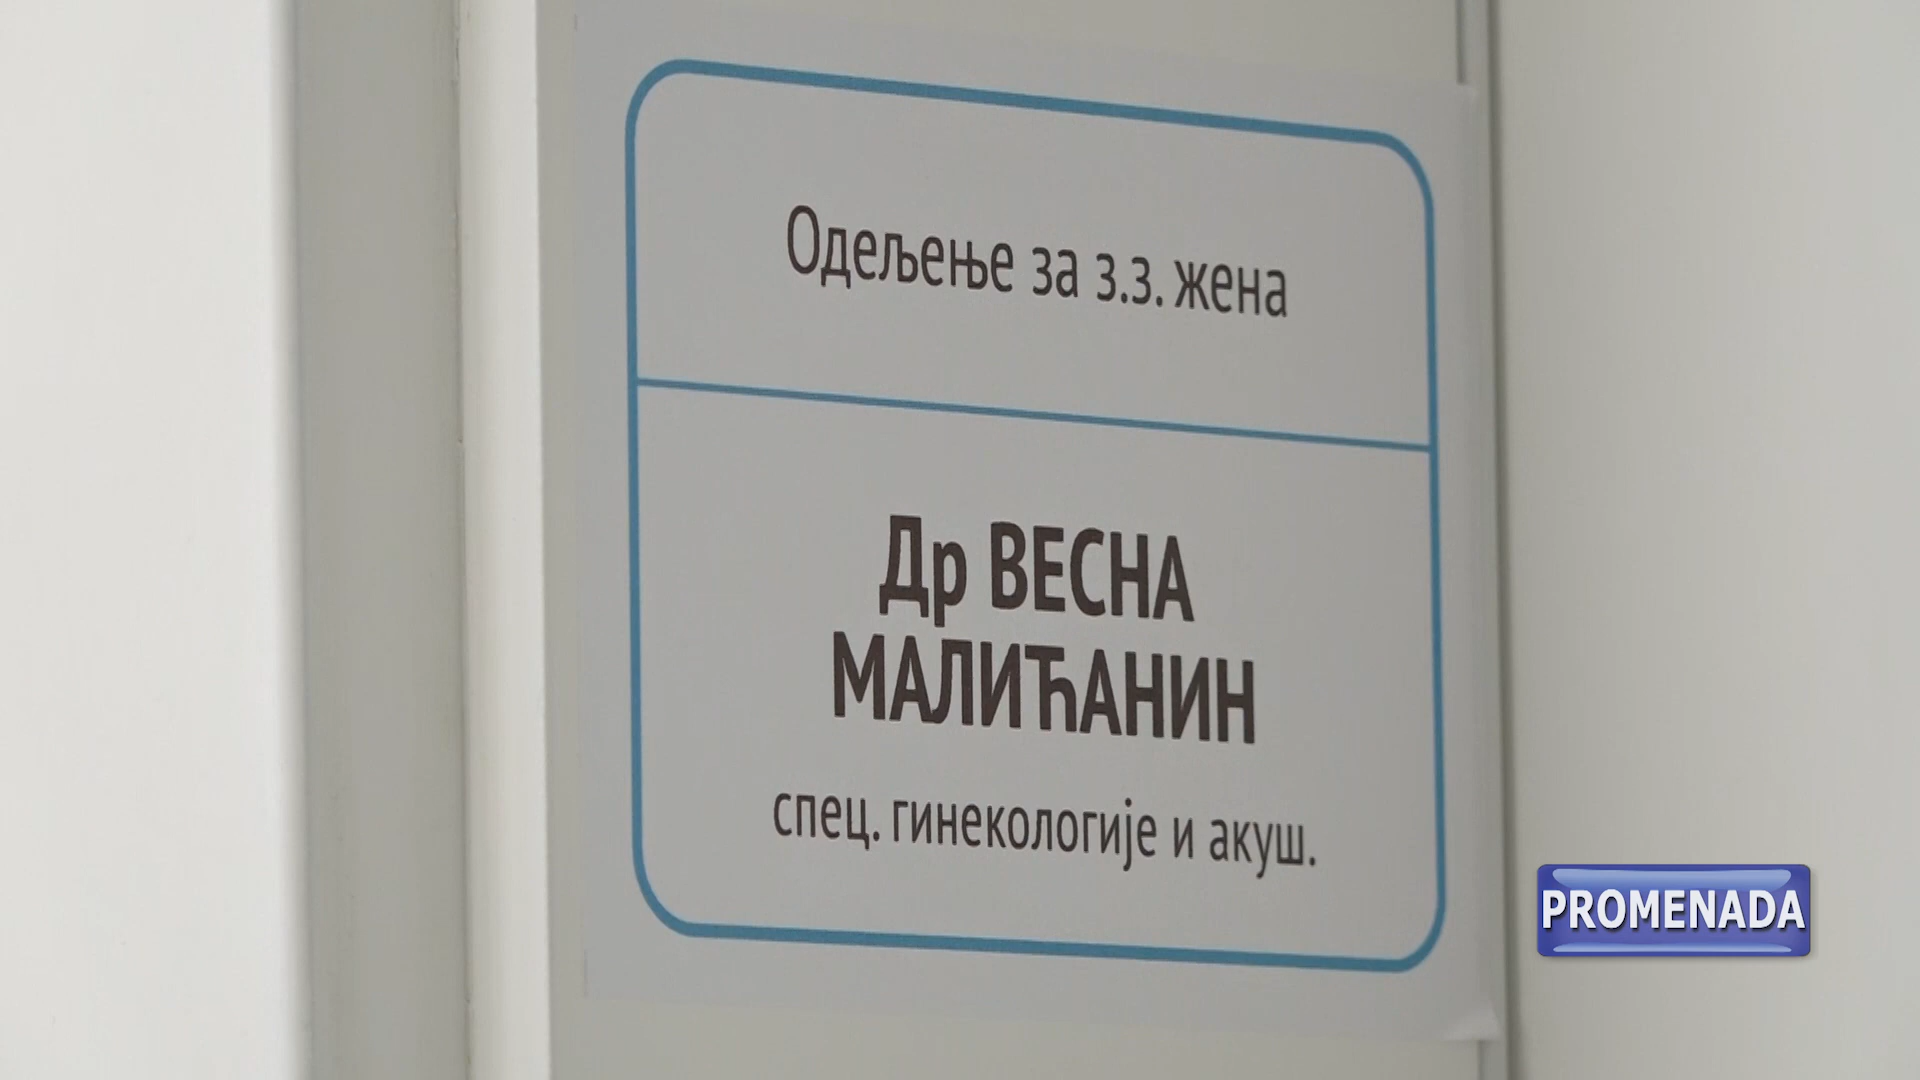 Одељење за з.з. жена
Др ВЕСНА
МАЛИЋАНИН
спец. гинекологије и акуш.
PROMENADA